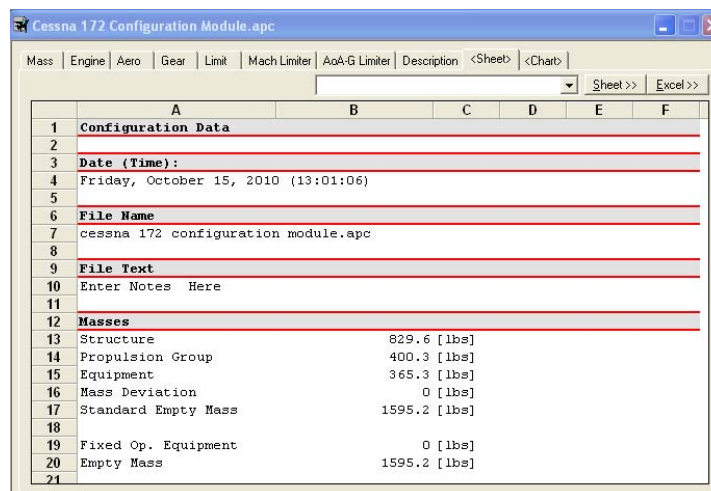 Cessna 172 Configuration Module.apc
Mass Engine Aero Gear Limit Mach Limiter AoA-G Limiter Description <Sheet> <Chart>
Sheet >> Excel >>
A B C D E F
1 Configuration Data
2
3 Date (Time):
4 Friday, October 15, 2010 (13:01:06)
5
6 File Name
7 cessna 172 configuration module.apc
8
9 File Text
10 Enter Notes Here
11
12 Masses
13 Structure 829.6 [lbs]
14 Propulsion Group 400.3 [lbs]
15 Equipment 365.3 [lbs]
16 Mass Deviation 0 [lbs]
17 Standard Empty Mass 1595.2 [lbs]
18
19 Fixed Op. Equipment 0 [lbs]
20 Empty Mass 1595.2 [lbs]
21